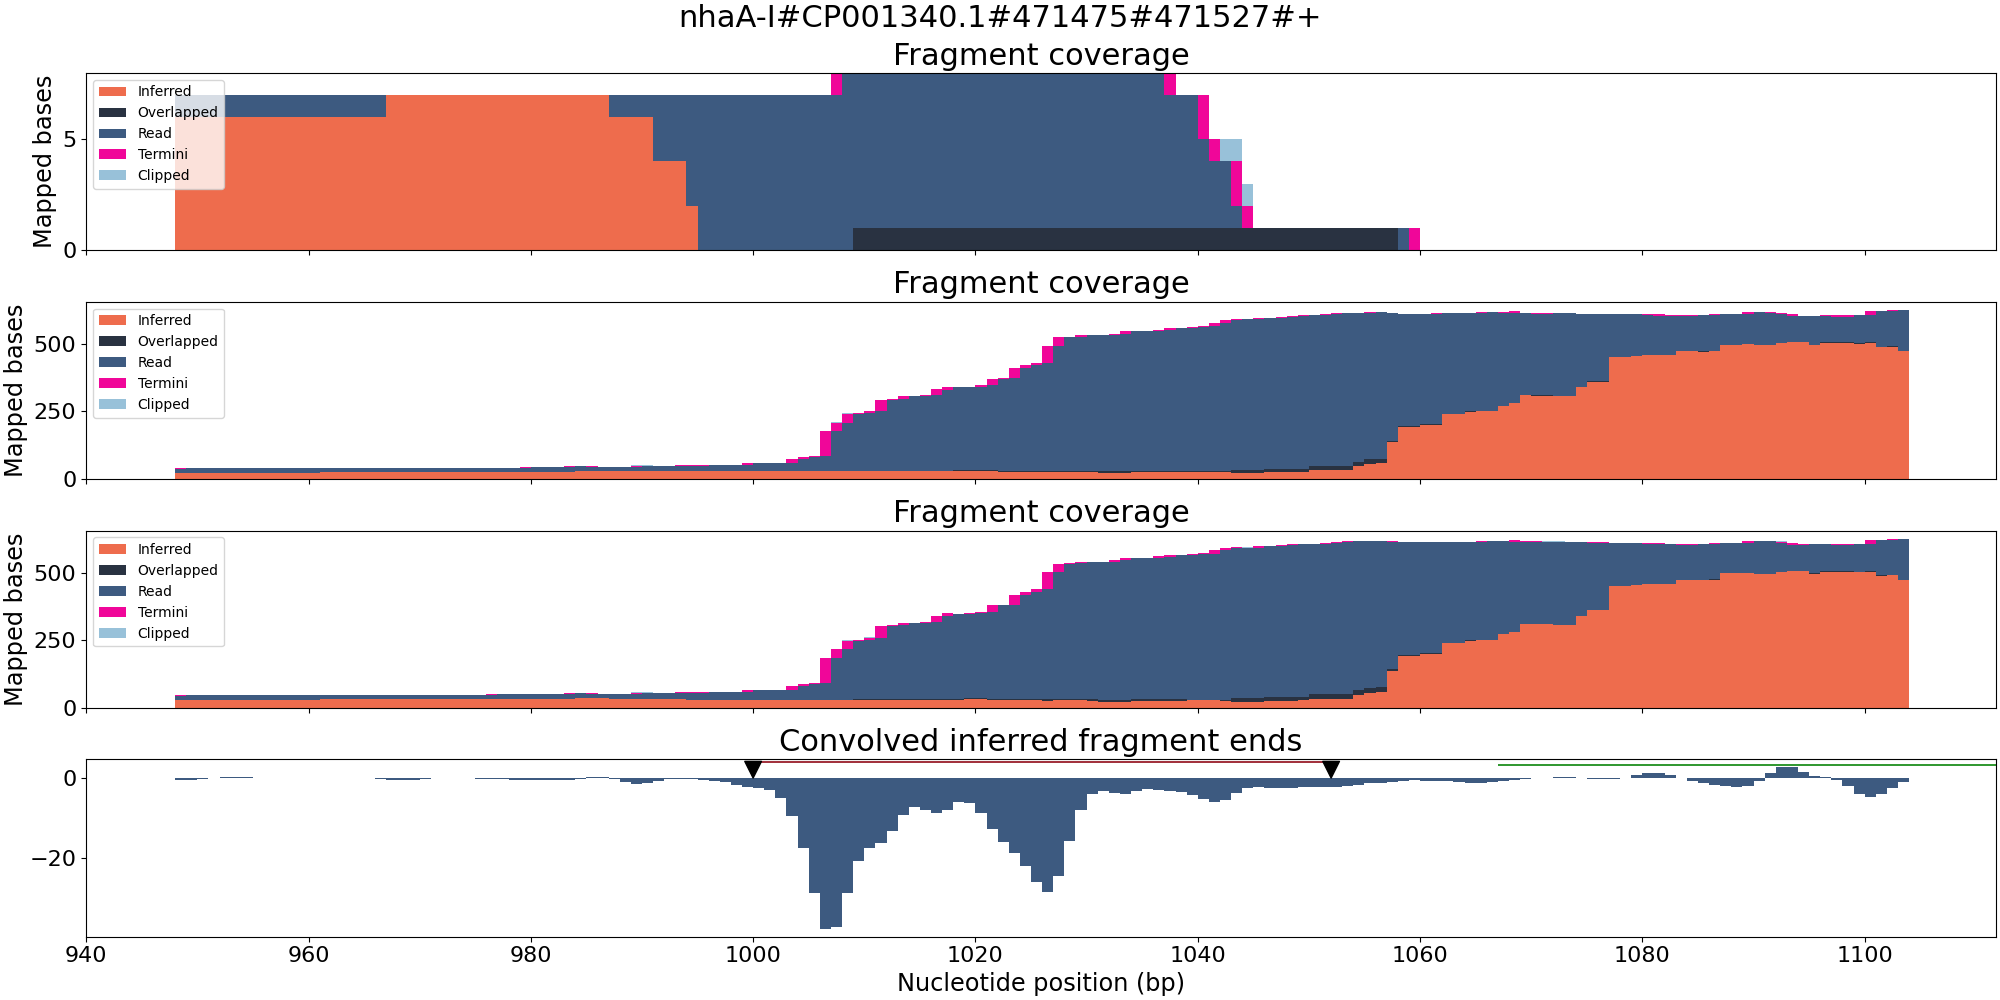 nhaA-I#CP001340.1#471475#471527#+
Fragment coverage
Mapped bases
5
0
Inferred
Overlapped
Read
Termini
Clipped
Fragment coverage
Mapped bases
500
250
0
Inferred
Overlapped
Read
Termini
Clipped
Fragment coverage
Mapped bases
500
250
0
Inferred
Overlapped
Read
Termini
Clipped
Convolved inferred fragment ends
0
−20
940 960 980 1000 1020 1040 1060 1080 1100
Nucleotide position (bp)